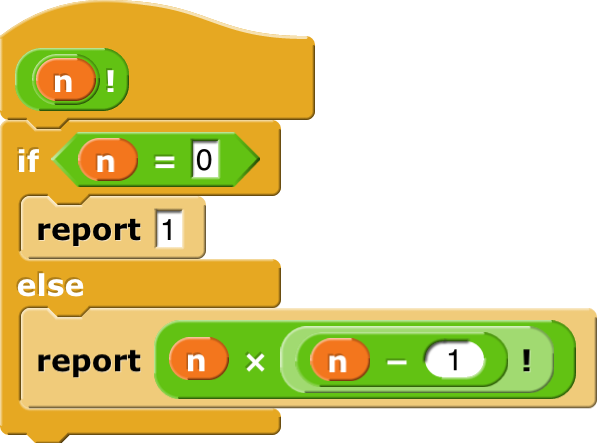 n !
if n = 0
report 1
else
report n × n − 1 !